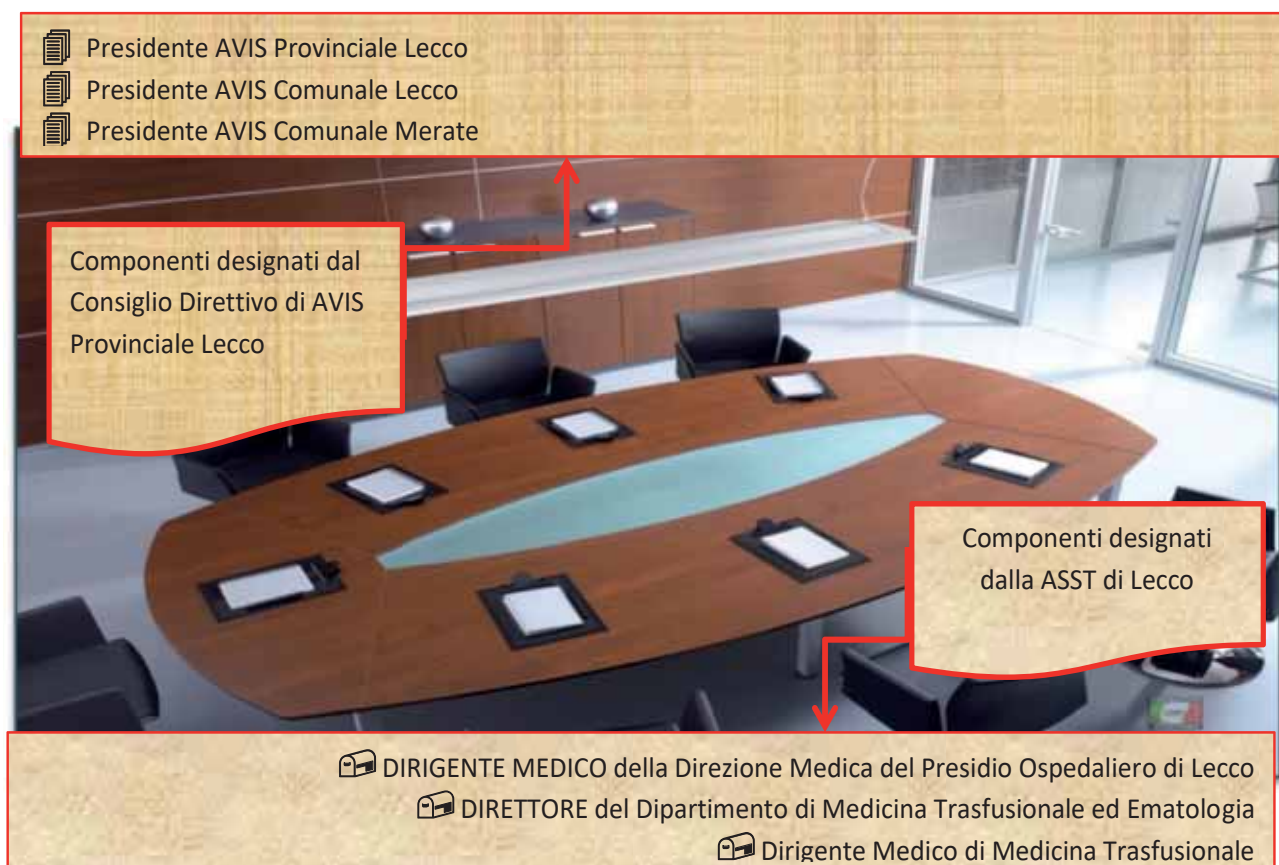 Presidente AVIS Provinciale Lecco
Presidente AVIS Comunale Lecco
Presidente AVIS Comunale Merate
Componenti designati dal
Consiglio Direttivo di AVIS
Provinciale Lecco
Componenti designati
dalla ASST di Lecco
DIRIGENTE MEDICO della Direzione Medica del Presidio Ospedaliero di Lecco
DIRETTORE del Dipartimento di Medicina Trasfusionale ed Ematologia
Dirigente Medico di Medicina Trasfusionale